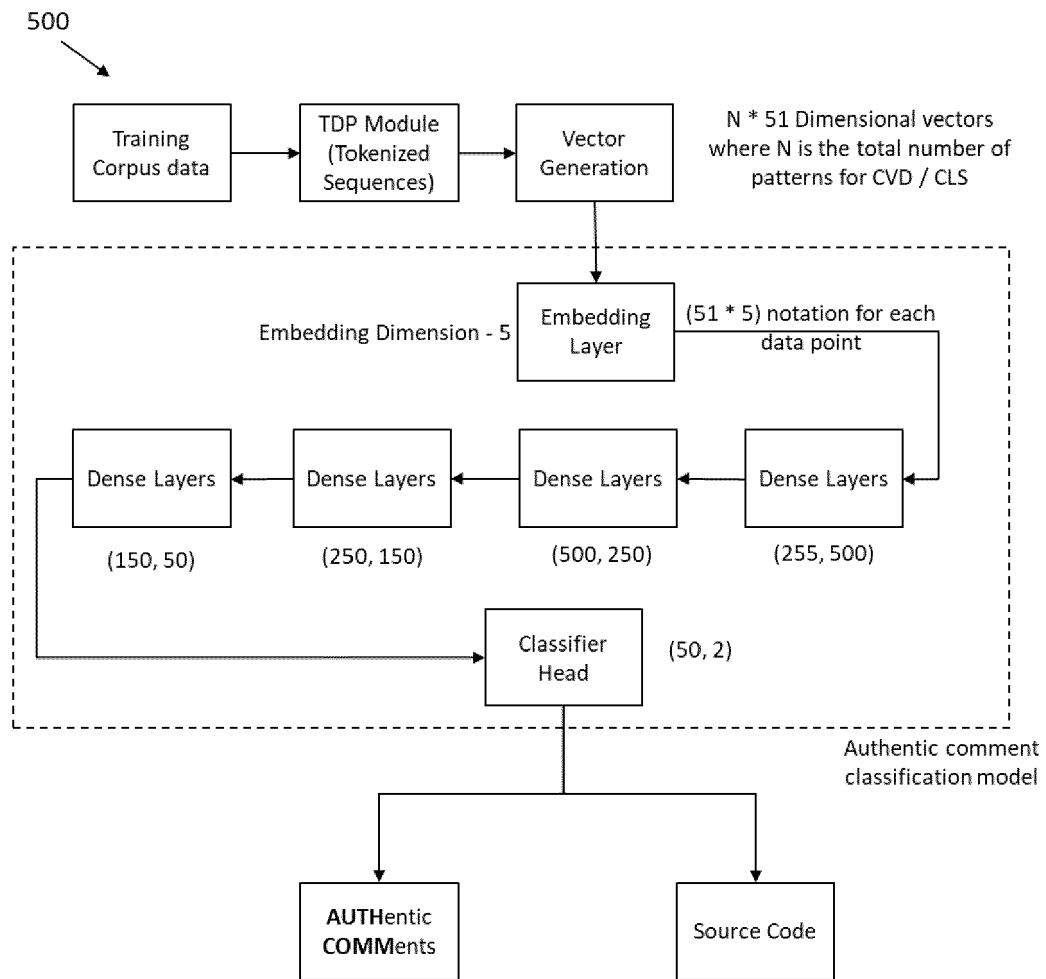 500
Training
Corpus data
TDP Module
(Tokenized
Sequences)
Vector
Generation
N * 51 Dimensional vectors
where N is the total number of
patterns for CVD / CLS
Embedding Dimension - 5
Embedding
Layer
(51 * 5) notation for each
data point
Dense Layers
Dense Layers
Dense Layers
Dense Layers
(150, 50)
(250, 150)
(500, 250)
(255, 500)
Classifier
Head
(50, 2)
Authentic comment
classification model
AUTHentic
COMMents
Source Code